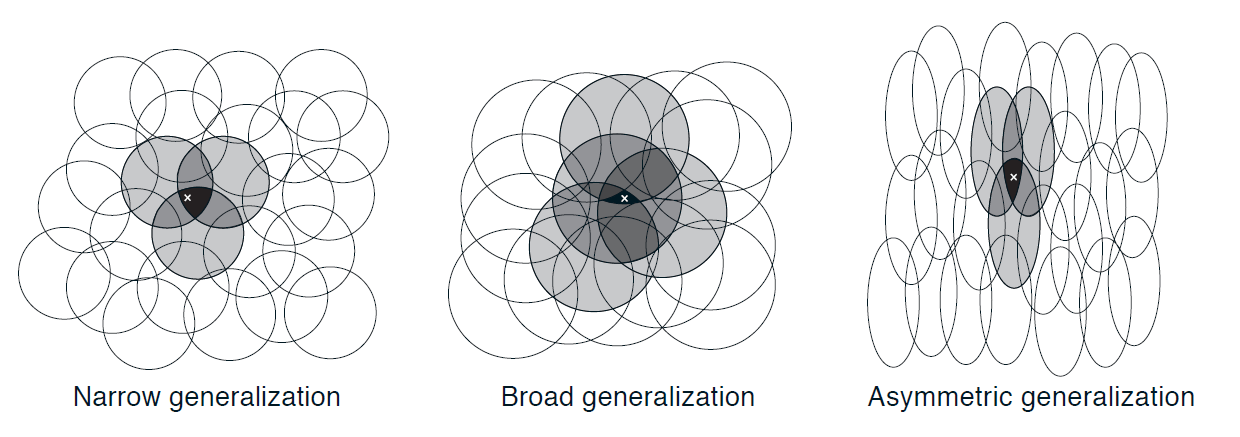 Narrow generalization
Broad generalization
Asymmetric generalization